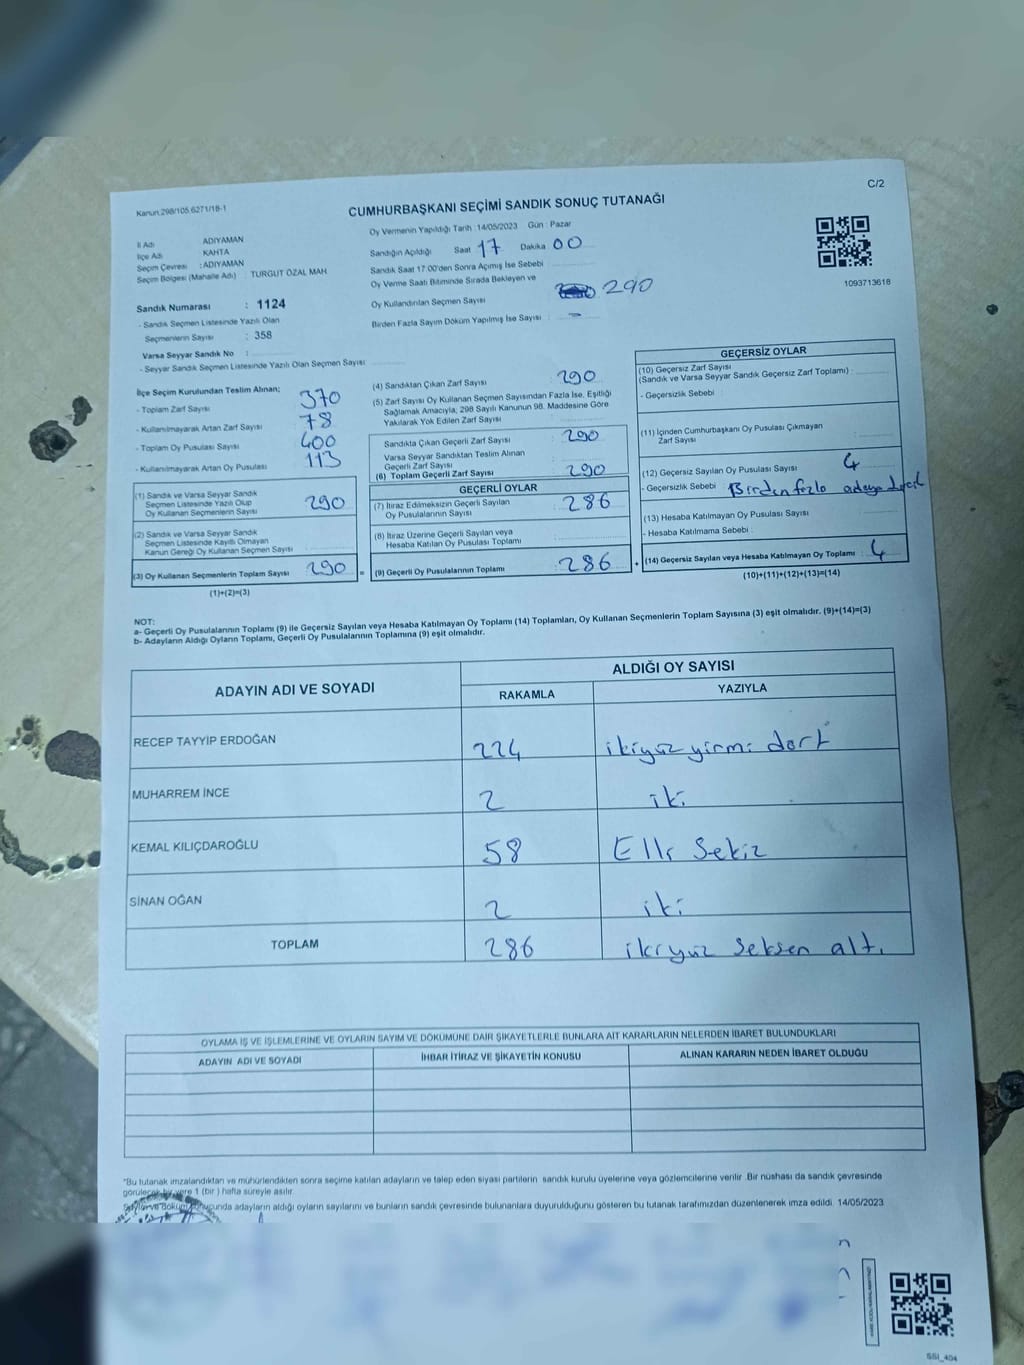 C/2
Kanun:298/105.6271/18-1
CUMHURBAŞKANI SEÇİMİ SANDIK SONUÇ TUTANAĞI
İl Adı ADIYAMAN
İlçe Adı KAHTA
Seçim Çevresi : ADIYAMAN
Seçim Bölgesi (Mahalle Adı) : TURGUT ÖZAL MAH
Sandık Numarası : 1124
- Sandık Seçmen Listesinde Yazılı Olan
Seçmenlerin Sayısı : 358
Varsa Seyyar Sandık No :
- Seyyar Sandık Seçmen Listesinde Yazılı Olan Seçmen Sayısı
Oy Vermenin Yapıldığı Tarih : 14/05/2023 Gün : Pazar
Sandığın Açıldığı Saat 17 Dakika 00
Sandık Saat 17:00'den Sonra Açımış İse Sebebi
Oy Verme Saati Bitiminde Sırada Bekleyen ve
Oy Kullandırılan Seçmen Sayısı 290
Birden Fazla Sayım Döküm Yapılmış İse Sayısı : -
1093713618
İlçe Seçim Kurulundan Teslim Alınan;
- Toplam Zarf Sayısı 370
- Kullanılmayarak Artan Zarf Sayısı 78
- Toplam Oy Pusulası Sayısı 400
- Kullanılmayarak Artan Oy Pusulası 113
(1) Sandık ve Varsa Seyyar Sandık
Seçmen Listesinde Yazılı Olup
Oy Kullanan Seçmenlerin Sayısı 290
(2) Sandık ve Varsa Seyyar Sandık
Seçmen Listesinde Kayıtlı Olmayan
Kanun Gereği Oy Kullanan Seçmen Sayısı
(3) Oy Kullanan Seçmenlerin Toplam Sayısı 290 =
(1)+(2)=(3)
(4) Sandıktan Çıkan Zarf Sayısı 290
(5) Zarf Sayısı Oy Kullanan Seçmen Sayısından Fazla İse, Eşitliği
Sağlamak Amacıyla; 298 Sayılı Kanunun 98. Maddesine Göre
Yakılarak Yok Edilen Zarf Sayısı
Sandıkta Çıkan Geçerli Zarf Sayısı 290
Varsa Seyyar Sandıktan Teslim Alınan
Geçerli Zarf Sayısı
(6) Toplam Geçerli Zarf Sayısı 290
GEÇERLİ OYLAR
(7) İtiraz Edilmeksizin Geçerli Sayılan
Oy Pusulalarının Sayısı 286
(8) İtiraz Üzerine Geçerli Sayılan veya
Hesaba Katılan Oy Pusulası Toplamı
(9) Geçerli Oy Pusulalarının Toplamı : 286 +
GEÇERSİZ OYLAR
(10) Geçersiz Zarf Sayısı
(Sandık ve Varsa Seyyar Sandık Geçersiz Zarf Toplamı) :
- Geçersizlik Sebebi :
(11) İçinden Cumhurbaşkanı Oy Pusulası Çıkmayan
Zarf Sayısı
(12) Geçersiz Sayılan Oy Pusulası Sayısı 4
- Geçersizlik Sebebi : Birden fazla adaya
(13) Hesaba Katılmayan Oy Pusulası Sayısı
- Hesaba Katılmama Sebebi :
(14) Geçersiz Sayılan veya Hesaba Katılmayan Oy Toplamı : 4
(10)+(11)+(12)+(13)=(14)
NOT:
a- Geçerli Oy Pusulalarının Toplamı (9) ile Geçersiz Sayılan veya Hesaba Katılmayan Oy Toplamı (14) Toplamları, Oy Kullanan Seçmenlerin Toplam Sayısına (3) eşit olmalıdır. (9)+(14)=(3)
b- Adayların Aldığı Oyların Toplamı, Geçerli Oy Pusulalarının Toplamına (9) eşit olmalıdır.
ADAYIN ADI VE SOYADI
ALDIĞI OY SAYISI
RAKAMLA YAZIYLA
RECEP TAYYİP ERDOĞAN 224 ikiyüz yirmi dört
MUHARREM İNCE 2 iki
KEMAL KILIÇDAROĞLU 58 Elli Sekiz
SİNAN OĞAN 2 iki
TOPLAM 286 ikiyüz Seksen altı
OYLAMA İŞ VE İŞLEMLERİNE VE OYLARIN SAYIM VE DÖKÜMÜNE DAİR ŞİKAYETLERLE BUNLARA AİT KARARLARIN NELERDEN İBARET BULUNDUKLARI
ADAYIN ADI VE SOYADI İHBAR İTİRAZ VE ŞİKAYETİN KONUSU ALINAN KARARIN NEDEN İBARET OLDUĞU
*Bu tutanak imzalandıktan ve mühürlendikten sonra seçime katılan adayların ve talep eden siyasi partilerin sandık kurulu üyelerine veya gözlemcilerine verilir. Bir nüshası da sandık çevresinde
görülecek bir yere 1 (bir ) hafta süreyle asılır.
Sayım ve döküm sonucunda adayların aldığı oyların sayılarını ve bunların sandık çevresinde bulunanlara duyurulduğunu gösteren bu tutanak tarafımızdan düzenlenerek imza edildi. 14/05/2023
SSI_404